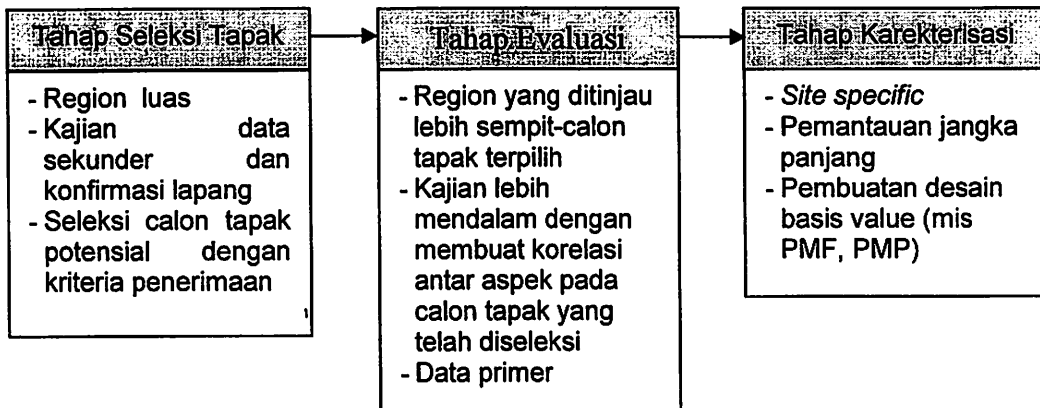 Tahap Seleksi Tapak
- Region luas
- Kajian data
sekunder dan
konfirmasi lapang
- Seleksi calon tapak
potensial dengan
kriteria penerimaan
Tahap Evaluasi
- Region yang ditinjau
lebih sempit-calon
tapak terpilih
- Kajian lebih
mendalam dengan
membuat korelasi
antar aspek pada
calon tapak yang
telah diseleksi
- Data primer
Tahap Karekterisasi
- Site specific
- Pemantauan jangka
panjang
- Pembuatan desain
basis value (mis
PMF, PMP)